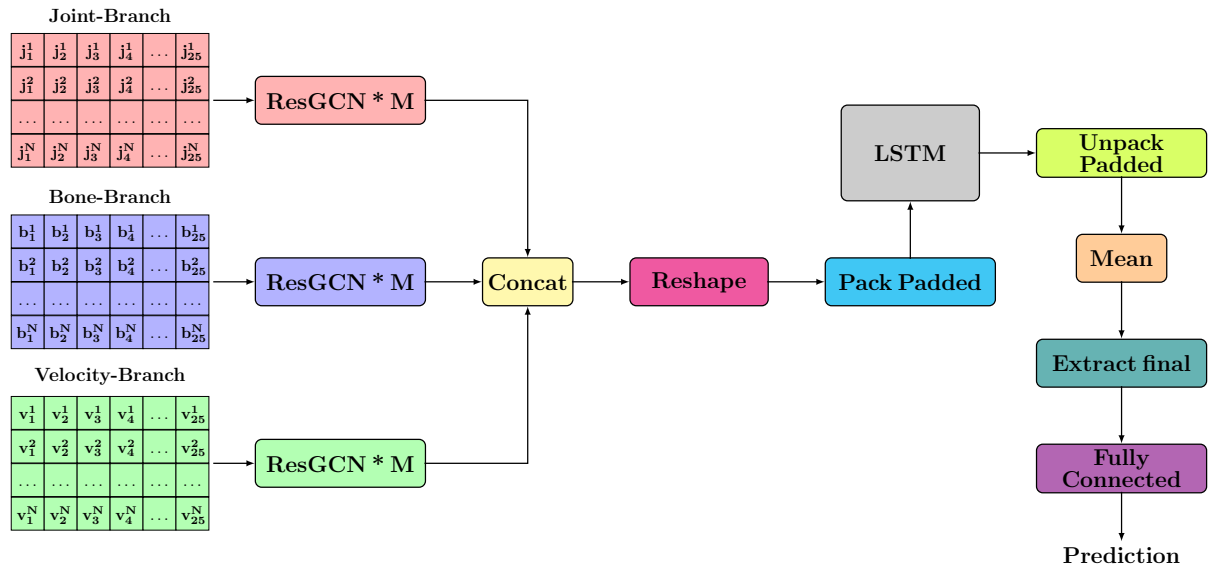 Joint-Branch
j₁¹ j₂¹ j₃¹ j₄¹ … j₂₅¹
j₁² j₂² j₃² j₄² … j₂₅²
… … … … … …
j₁ᴺ j₂ᴺ j₃ᴺ j₄ᴺ … j₂₅ᴺ
ResGCN * M
Bone-Branch
b₁¹ b₂¹ b₃¹ b₄¹ … b₂₅¹
b₁² b₂² b₃² b₄² … b₂₅²
… … … … … …
b₁ᴺ b₂ᴺ b₃ᴺ b₄ᴺ … b₂₅ᴺ
ResGCN * M
Velocity-Branch
v₁¹ v₂¹ v₃¹ v₄¹ … v₂₅¹
v₁² v₂² v₃² v₄² … v₂₅²
… … … … … …
v₁ᴺ v₂ᴺ v₃ᴺ v₄ᴺ … v₂₅ᴺ
ResGCN * M
Concat
Reshape
Pack Padded
LSTM
Unpack
Padded
Mean
Extract final
Fully
Connected
Prediction